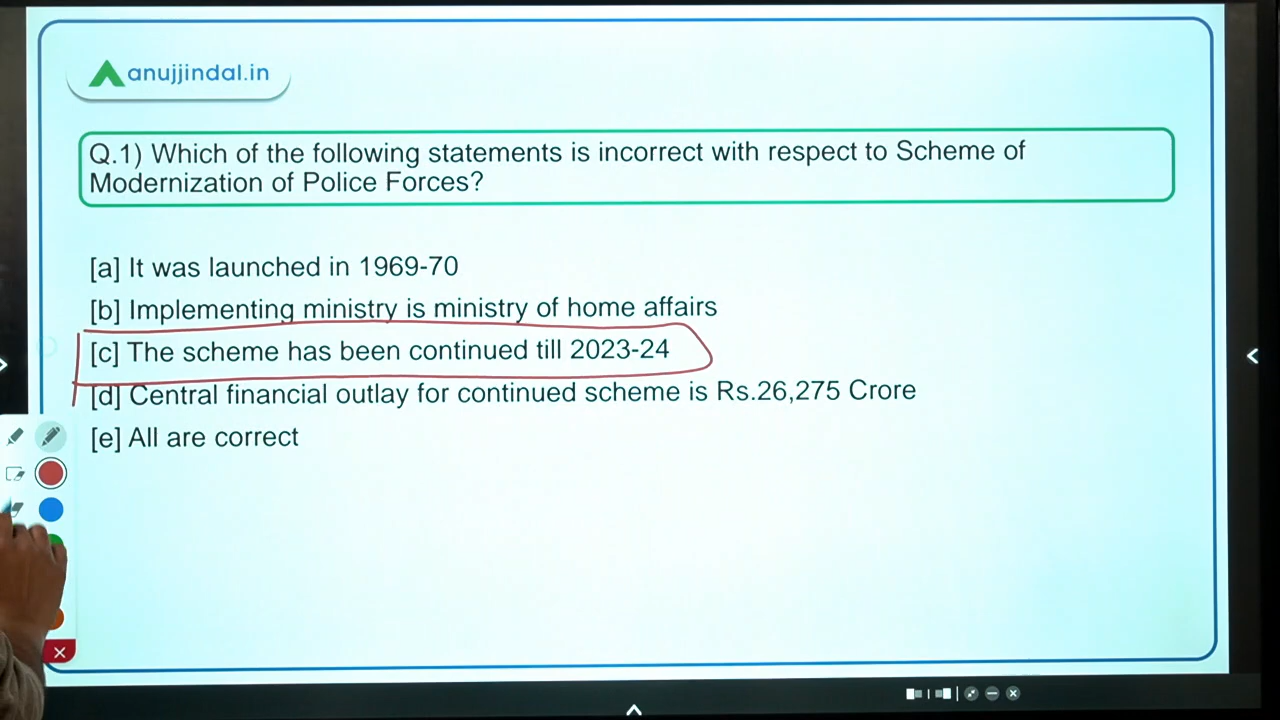 anujjindal.in
Q.1) Which of the following statements is incorrect with respect to Scheme of
Modernization of Police Forces?
[a] It was launched in 1969-70
[b] Implementing ministry is ministry of home affairs
[c] The scheme has been continued till 2023-24
[d] Central financial outlay for continued scheme is Rs.26,275 Crore
[e] All are correct